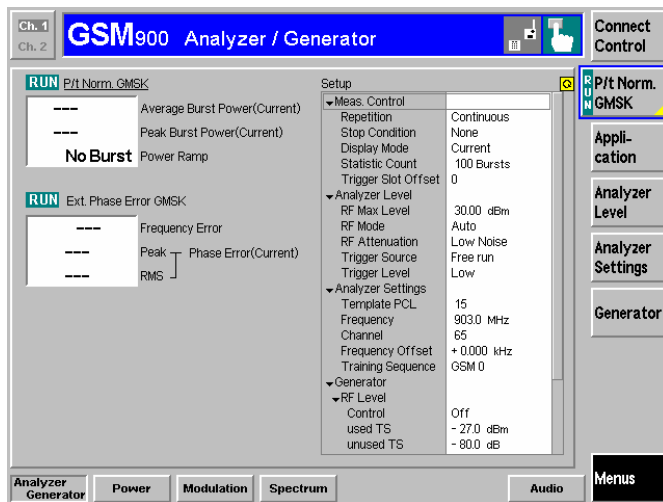 Ch. 1
Ch. 2
GSM900 Analyzer / Generator
Connect
Control
RUN P/t Norm. GMSK
--- Average Burst Power(Current)
--- Peak Burst Power(Current)
No Burst Power Ramp
RUN Ext. Phase Error GMSK
--- Frequency Error
--- Peak Phase Error(Current)
--- RMS
Setup
Meas. Control
Repetition Continuous
Stop Condition None
Display Mode Current
Statistic Count 100 Bursts
Trigger Slot Offset 0
Analyzer Level
RF Max Level 30.00 dBm
RF Mode Auto
RF Attenuation Low Noise
Trigger Source Free run
Trigger Level Low
Analyzer Settings
Template PCL 15
Frequency 903.0 MHz
Channel 65
Frequency Offset + 0.000 kHz
Training Sequence GSM 0
Generator
RF Level
Control Off
used TS - 27.0 dBm
unused TS - 80.0 dB
RUN
P/t Norm.
GMSK
Appli-
cation
Analyzer
Level
Analyzer
Settings
Generator
Menus
Analyzer
Generator
Power
Modulation
Spectrum
Audio